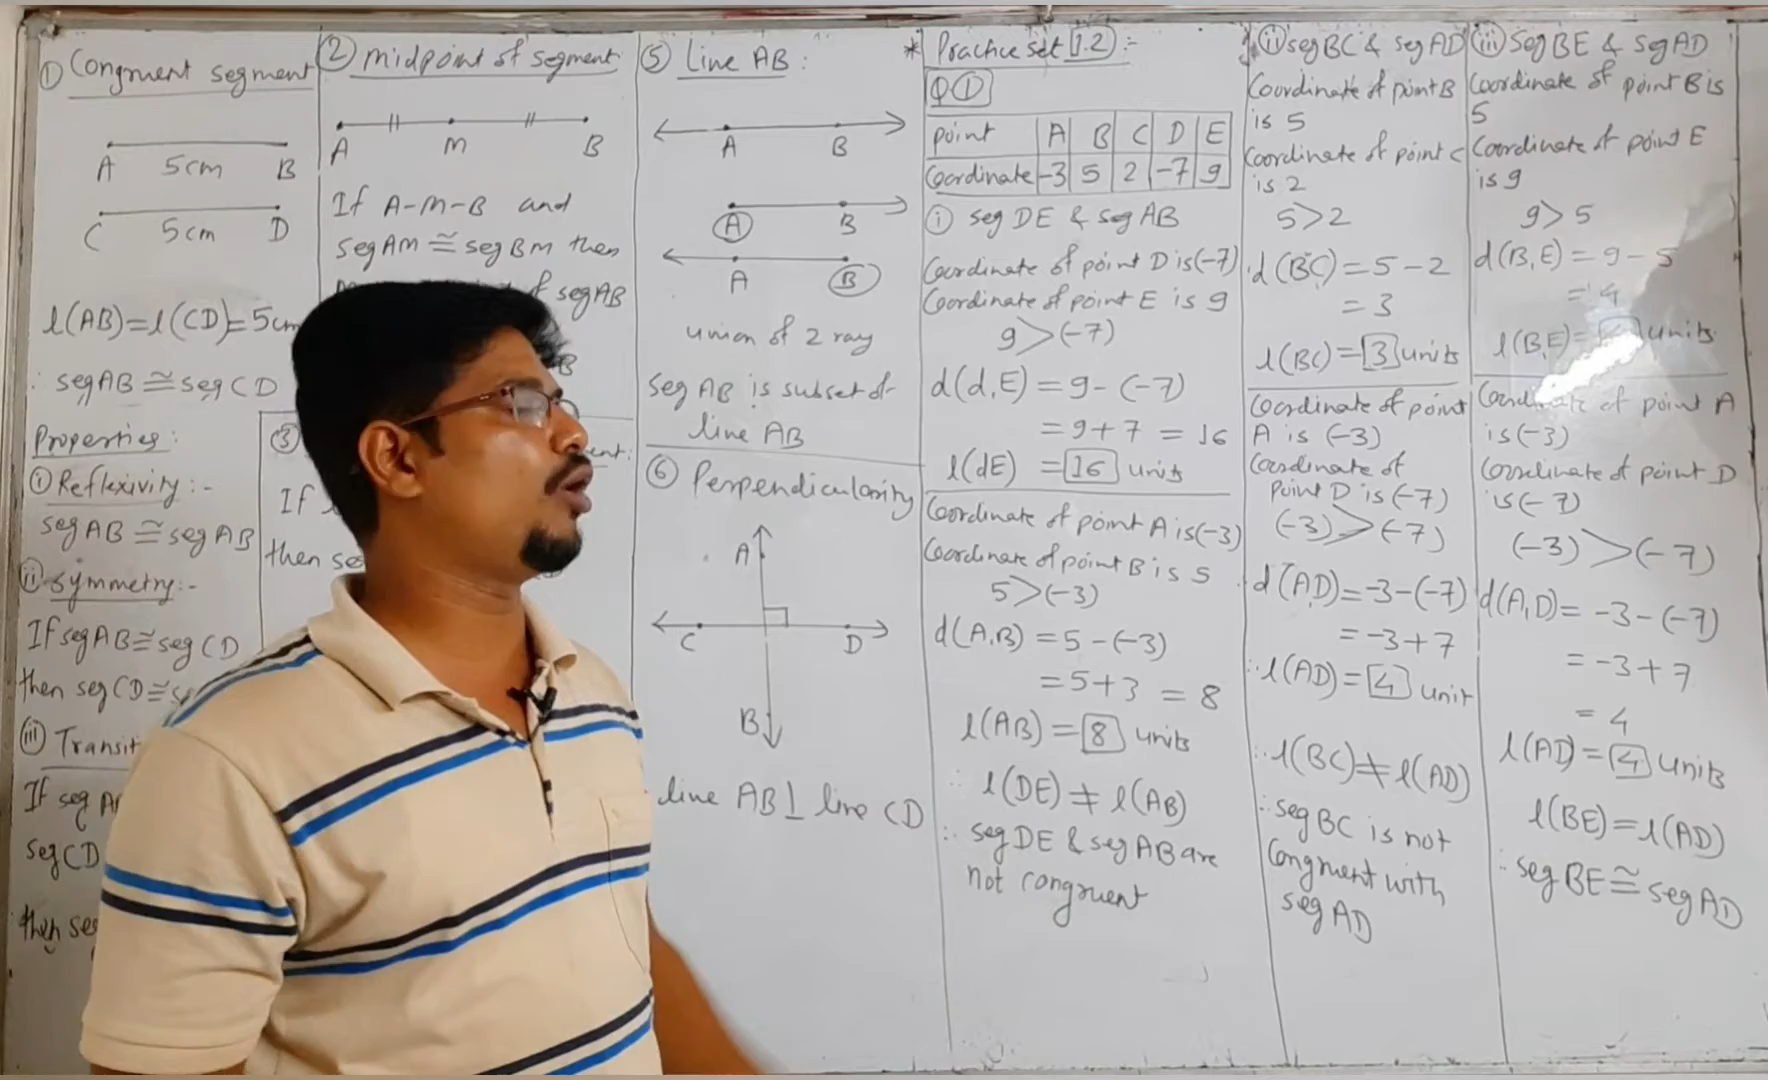 ① Congruent segment
A 5cm B
C 5cm D
l(AB)=l(CD)=5cm
∴ seg AB ≅ seg CD
Properties:
① Reflexivity:-
seg AB ≅ seg AB
ⅱ Symmetry:-
If seg AB ≅ seg CD
then seg CD ≅
ⅲ
If seg
seg CD
then
② midpoint of segment:
A M B
If A-M-B and
seg AM ≅ seg BM then
of seg AB
B
③
If
then
⑤ Line AB:
A B
A B
A B
union of 2 ray
seg AB is subset of
line AB
⑥ Perpendicularity
A
C D
B
line AB ⊥ line CD
* Practice set 1.2 :-
Q ①
point A B C D E
Coordinate -3 5 2 -7 9
ⅰ seg DE & seg AB
Coordinate of point D is (-7)
Coordinate of point E is 9
9 > (-7)
d(d,E) = 9-(-7)
= 9+7 = 16
l(dE) = 16 units
Coordinate of point A is (-3)
Coordinate of point B is 5
5 > (-3)
d(A,B) = 5-(-3)
= 5+3 = 8
l(AB) = 8 units
∴ l(DE) ≠ l(AB)
∴ seg DE & seg AB are
not congruent
ⅱ seg BC & seg AD
Coordinate of point B
is 5
Coordinate of point C
is 2
5>2
d(BC) = 5-2
= 3
l(BC) = 3 units
Coordinate of point
A is (-3)
Coordinate of
point D is (-7)
(-3) > (-7)
d(AD) = -3-(-7)
= -3+7
∴ l(AD) = 4 unit
∴ l(BC) ≠ l(AD)
∴ seg BC is not
congruent with
seg AD
ⅲ Seg BE & seg AD
Coordinate of point B is
5
Coordinate of point E
is 9
9>5
d(B,E) = 9-5
= 4
l(B,E) = units
Coordinate of point A
is (-3)
Coordinate of point D
is (-7)
(-3) > (-7)
d(A,D) = -3-(-7)
= -3+7
= 4
l(AD) = 4 units
l(BE) = l(AD)
∴ seg BE ≅ seg AD